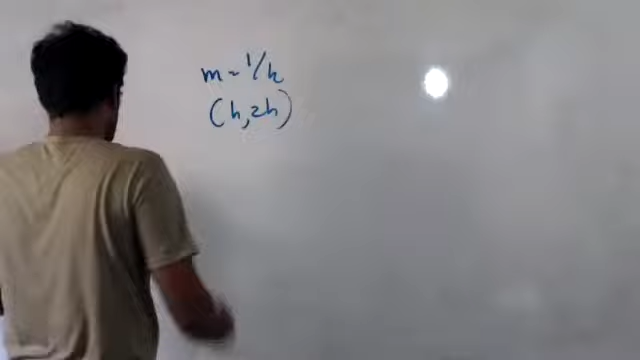 m = 1/h
(h, 2h)